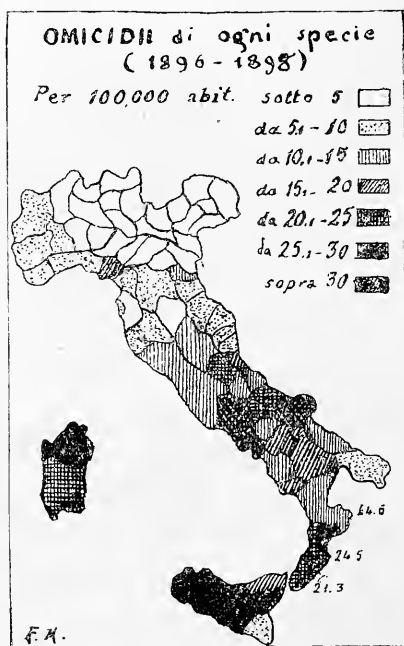 OMICIDII di ogni specie
(1896-1898)
Per 100,000 abit. sotto 5
da 5,1-10
da 10,1-15
da 15,1- 20
da 20,1-25
da 25,1-30
sopra 30
24.5
21.3